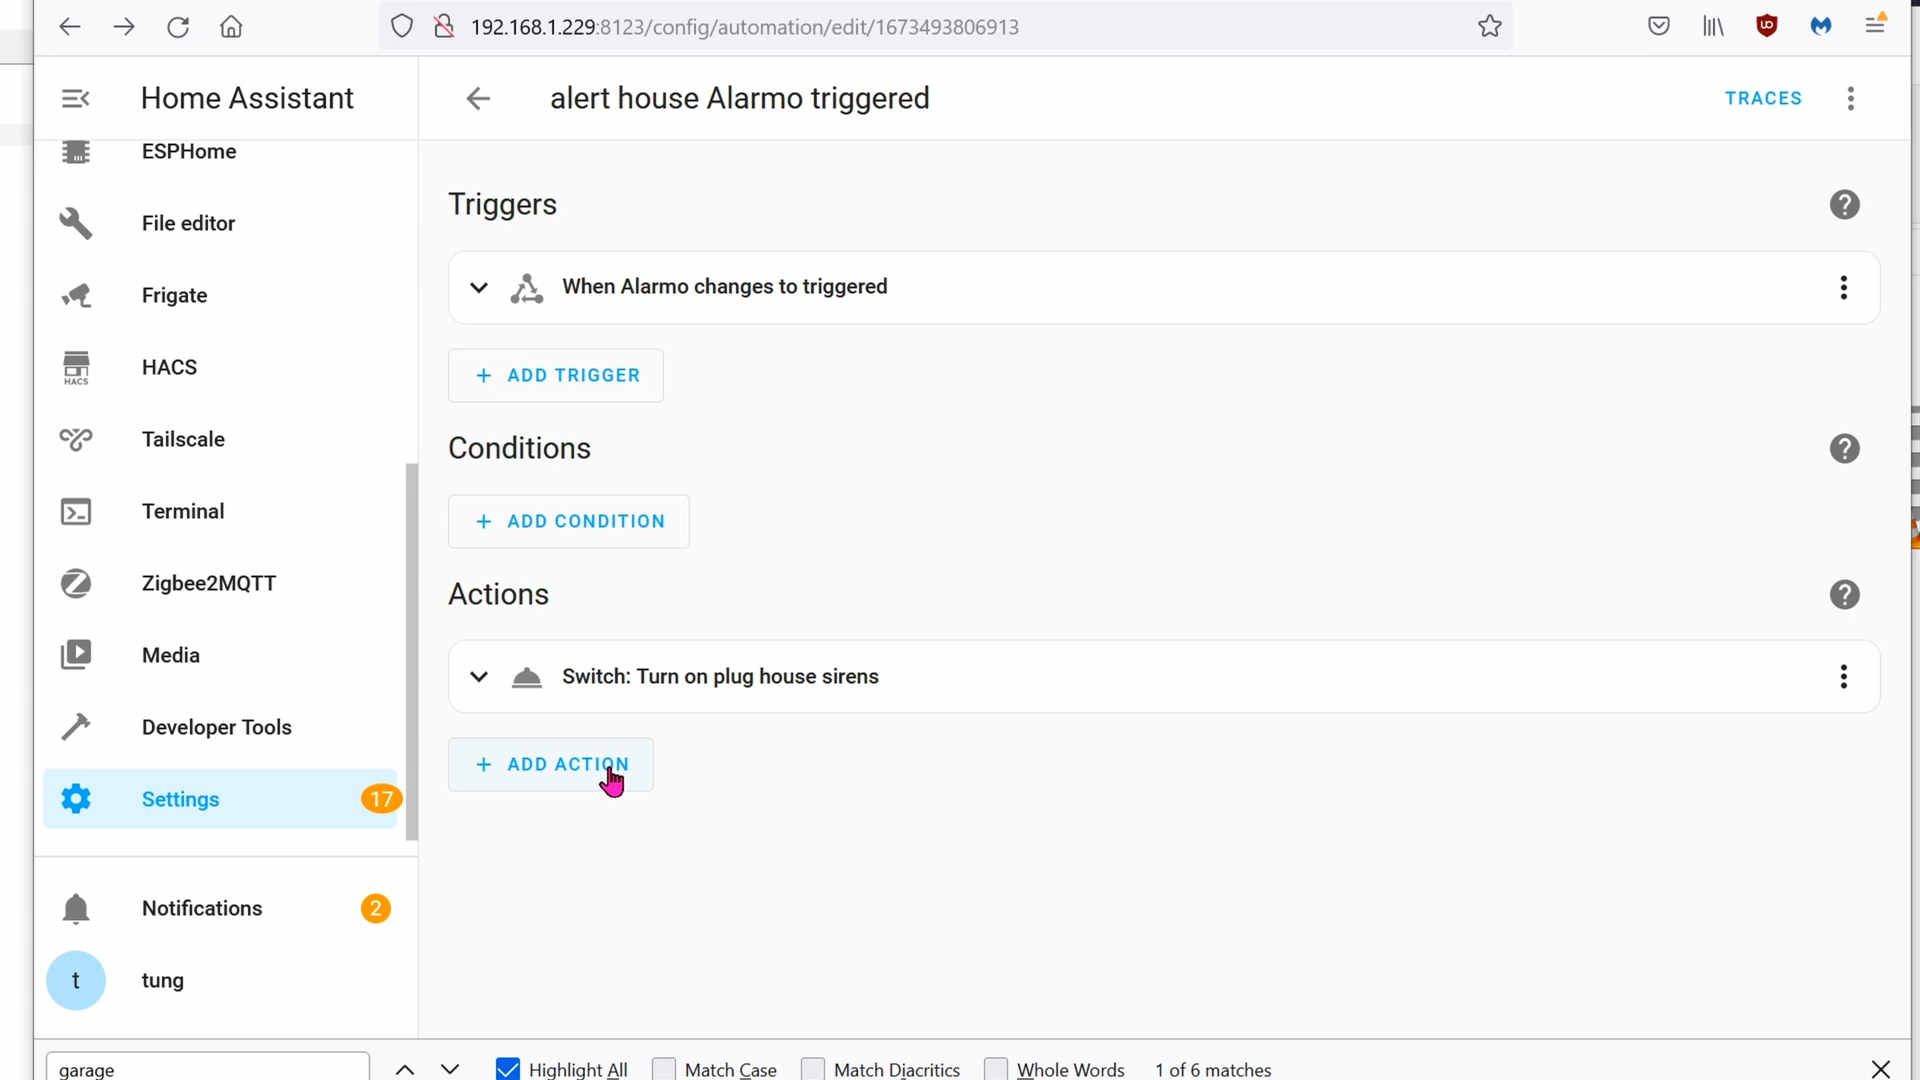 192.168.1.229:8123/config/automation/edit/1673493806913
Home Assistant
alert house Alarmo triggered
TRACES
ESPHome
File editor
Frigate
HACS
HACS
Tailscale
Terminal
Zigbee2MQTT
Media
Developer Tools
Settings
17
Notifications
2
t
tung
Triggers
When Alarmo changes to triggered
+ ADD TRIGGER
Conditions
+ ADD CONDITION
Actions
Switch: Turn on plug house sirens
+ ADD ACTION
garage
Highlight All
Match Case
Match Diacritics
Whole Words
1 of 6 matches